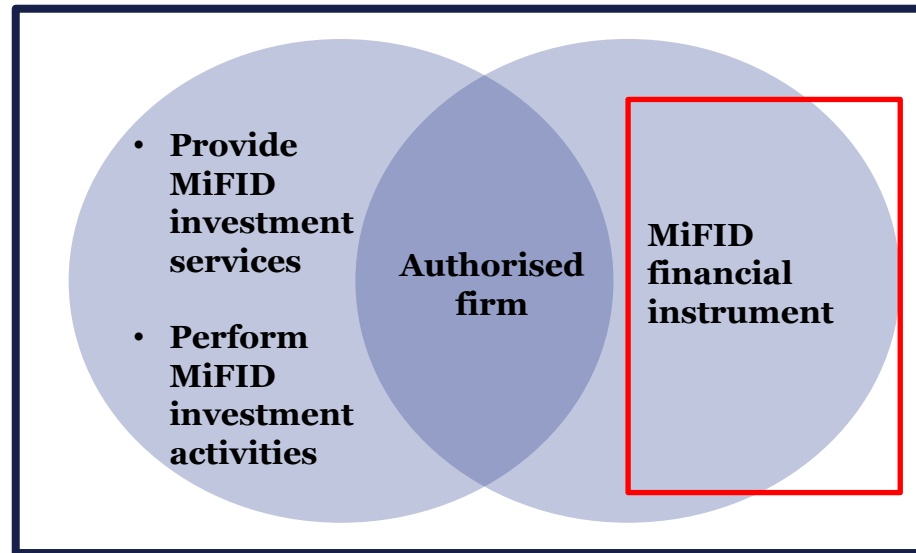 • Provide
MiFID
investment
services
• Perform
MiFID
investment
activities
Authorised
firm
MiFID
financial
instrument